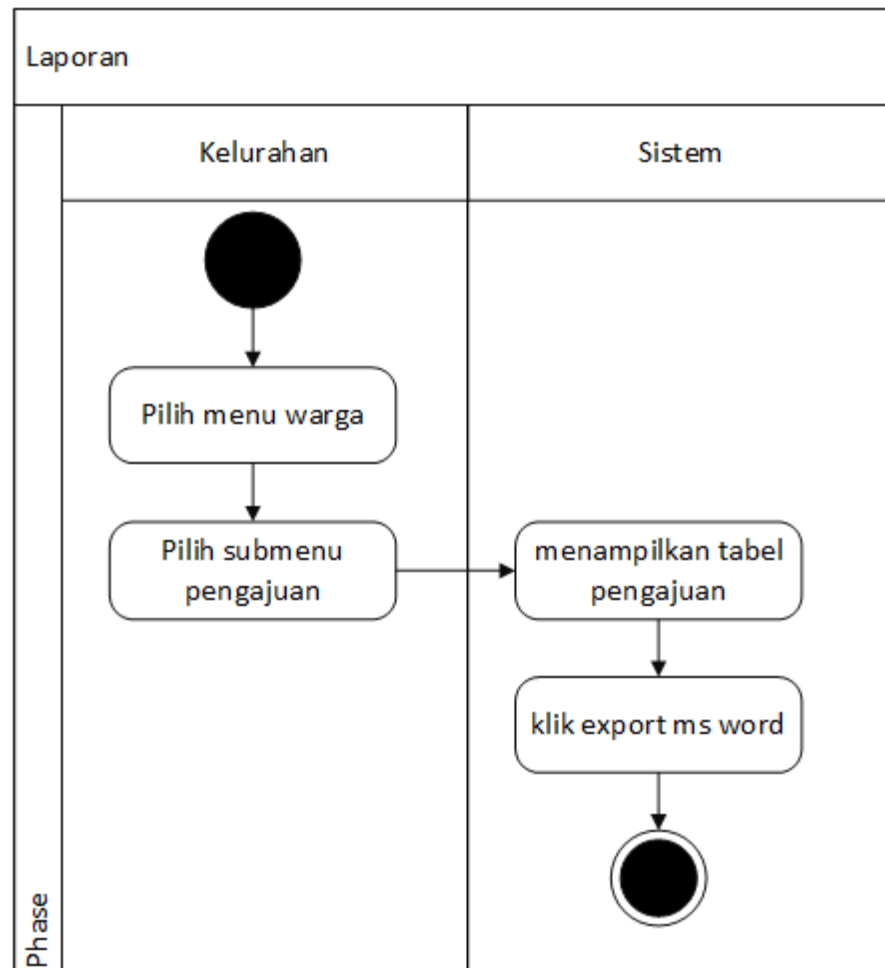 Laporan
Kelurahan
Sistem
Pilih menu warga
Pilih submenu
pengajuan
menampilkan tabel
pengajuan
klik export ms word
Phase